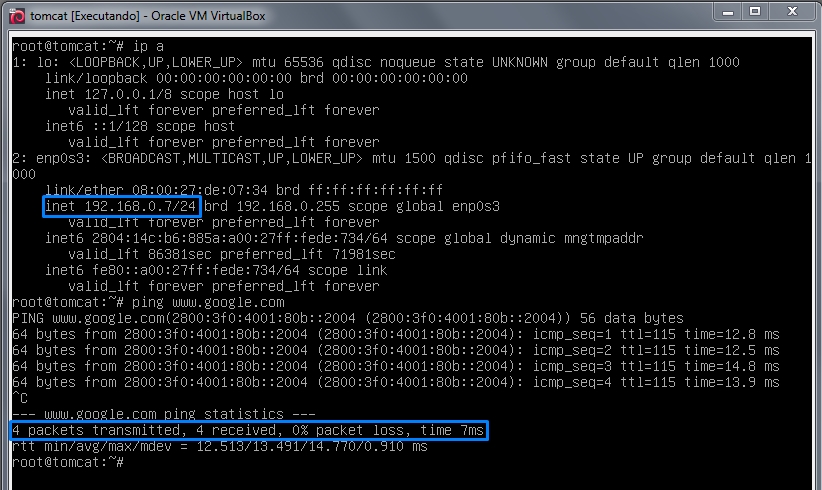 tomcat [Executando] - Oracle VM VirtualBox
root@tomcat:~# ip a
1: lo: <LOOPBACK,UP,LOWER_UP> mtu 65536 qdisc noqueue state UNKNOWN group default qlen 1000
    link/loopback 00:00:00:00:00:00 brd 00:00:00:00:00:00
    inet 127.0.0.1/8 scope host lo
       valid_lft forever preferred_lft forever
    inet6 ::1/128 scope host
       valid_lft forever preferred_lft forever
2: enp0s3: <BROADCAST,MULTICAST,UP,LOWER_UP> mtu 1500 qdisc pfifo_fast state UP group default qlen 1
000
    link/ether 08:00:27:de:07:34 brd ff:ff:ff:ff:ff:ff
    inet 192.168.0.7/24 brd 192.168.0.255 scope global enp0s3
       valid_lft forever preferred_lft forever
    inet6 2804:14c:b6:885a:a00:27ff:fede:734/64 scope global dynamic mngtmpaddr
       valid_lft 86381sec preferred_lft 71981sec
    inet6 fe80::a00:27ff:fede:734/64 scope link
       valid_lft forever preferred_lft forever
root@tomcat:~# ping www.google.com
PING www.google.com(2800:3f0:4001:80b::2004 (2800:3f0:4001:80b::2004)) 56 data bytes
64 bytes from 2800:3f0:4001:80b::2004 (2800:3f0:4001:80b::2004): icmp_seq=1 ttl=115 time=12.8 ms
64 bytes from 2800:3f0:4001:80b::2004 (2800:3f0:4001:80b::2004): icmp_seq=2 ttl=115 time=12.5 ms
64 bytes from 2800:3f0:4001:80b::2004 (2800:3f0:4001:80b::2004): icmp_seq=3 ttl=115 time=14.8 ms
64 bytes from 2800:3f0:4001:80b::2004 (2800:3f0:4001:80b::2004): icmp_seq=4 ttl=115 time=13.9 ms
^C
--- www.google.com ping statistics ---
4 packets transmitted, 4 received, 0% packet loss, time 7ms
rtt min/avg/max/mdev = 12.513/13.491/14.770/0.910 ms
root@tomcat:~#